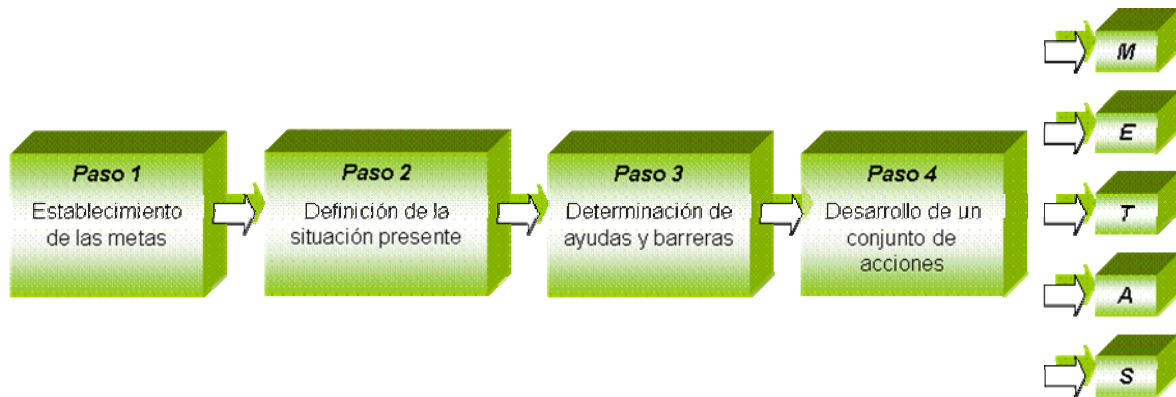 Paso 1
Establecimiento
de las metas
Paso 2
Definición de la
situación presente
Paso 3
Determinación de
ayudas y barreras
Paso 4
Desarrollo de un
conjunto de
acciones
M
E
T
A
S